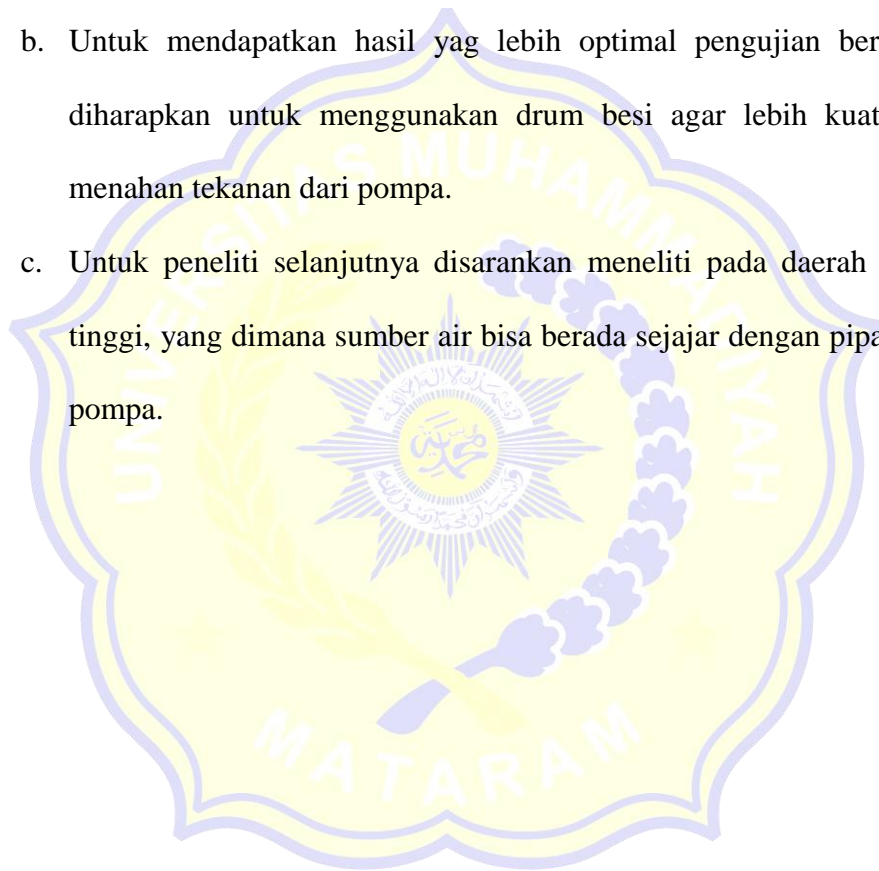 b. Untuk mendapatkan hasil yag lebih optimal pengujian ber
diharapkan untuk menggunakan drum besi agar lebih kuat
menahan tekanan dari pompa.
c. Untuk peneliti selanjutnya disarankan meneliti pada daerah
tinggi, yang dimana sumber air bisa berada sejajar dengan pipa
pompa.
UNIVERSITAS MUHAMMADIYAH
MATARAM